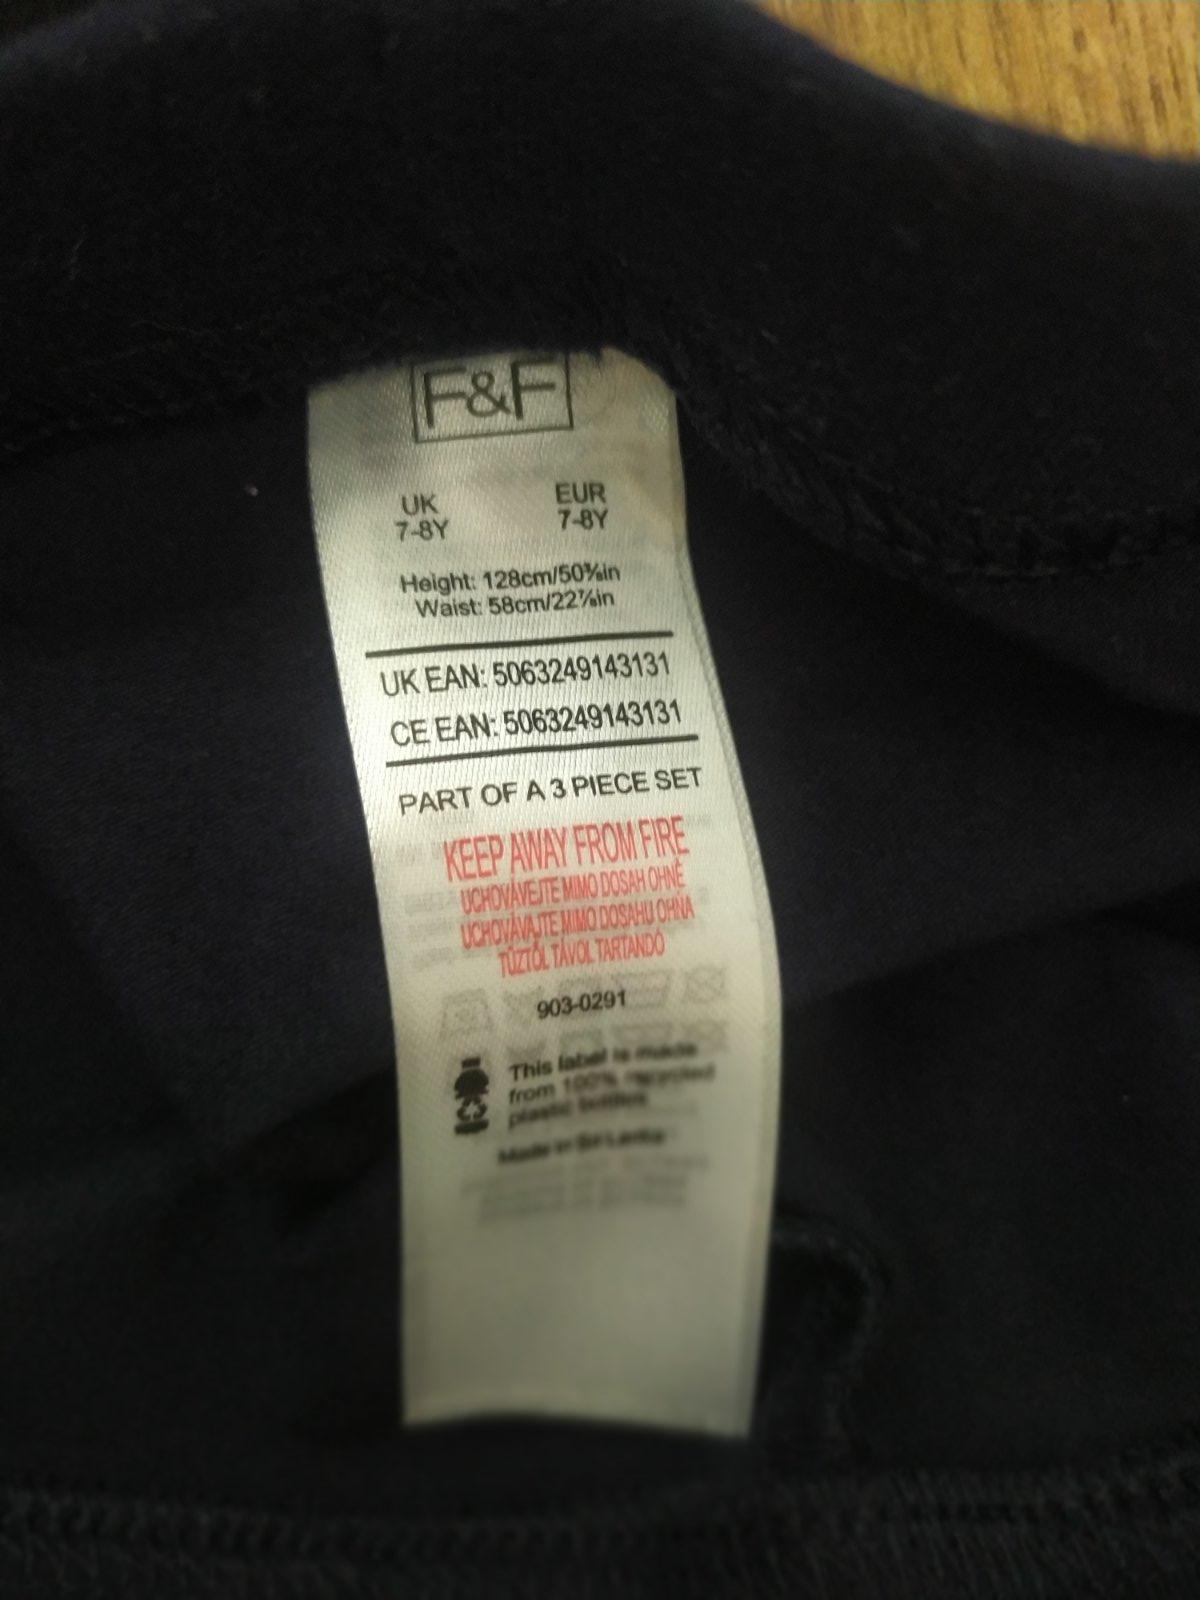 F&F
UK EUR
7-8Y 7-8Y
Height: 128cm/50⅜in
Waist: 58cm/22⅞in
UK EAN: 5063249143131
CE EAN: 5063249143131
PART OF A 3 PIECE SET
KEEP AWAY FROM FIRE
UCHOVÁVEJTE MIMO DOSAH OHNĚ
UCHOVÁVAJTE MIMO DOSAHU OHŇA
TŰZTŐL TÁVOL TARTANDÓ
903-0291
This label is made
from 100% recycled
plastic bottles
Made in Sri Lanka